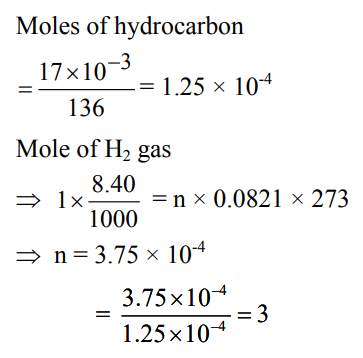 Moles of hydrocarbon
= 17×10⁻³/136 = 1.25 × 10⁻⁴
Mole of H₂ gas
⇒ 1× 8.40/1000 = n × 0.0821 × 273
⇒ n = 3.75 × 10⁻⁴
= 3.75×10⁻⁴/1.25×10⁻⁴ = 3